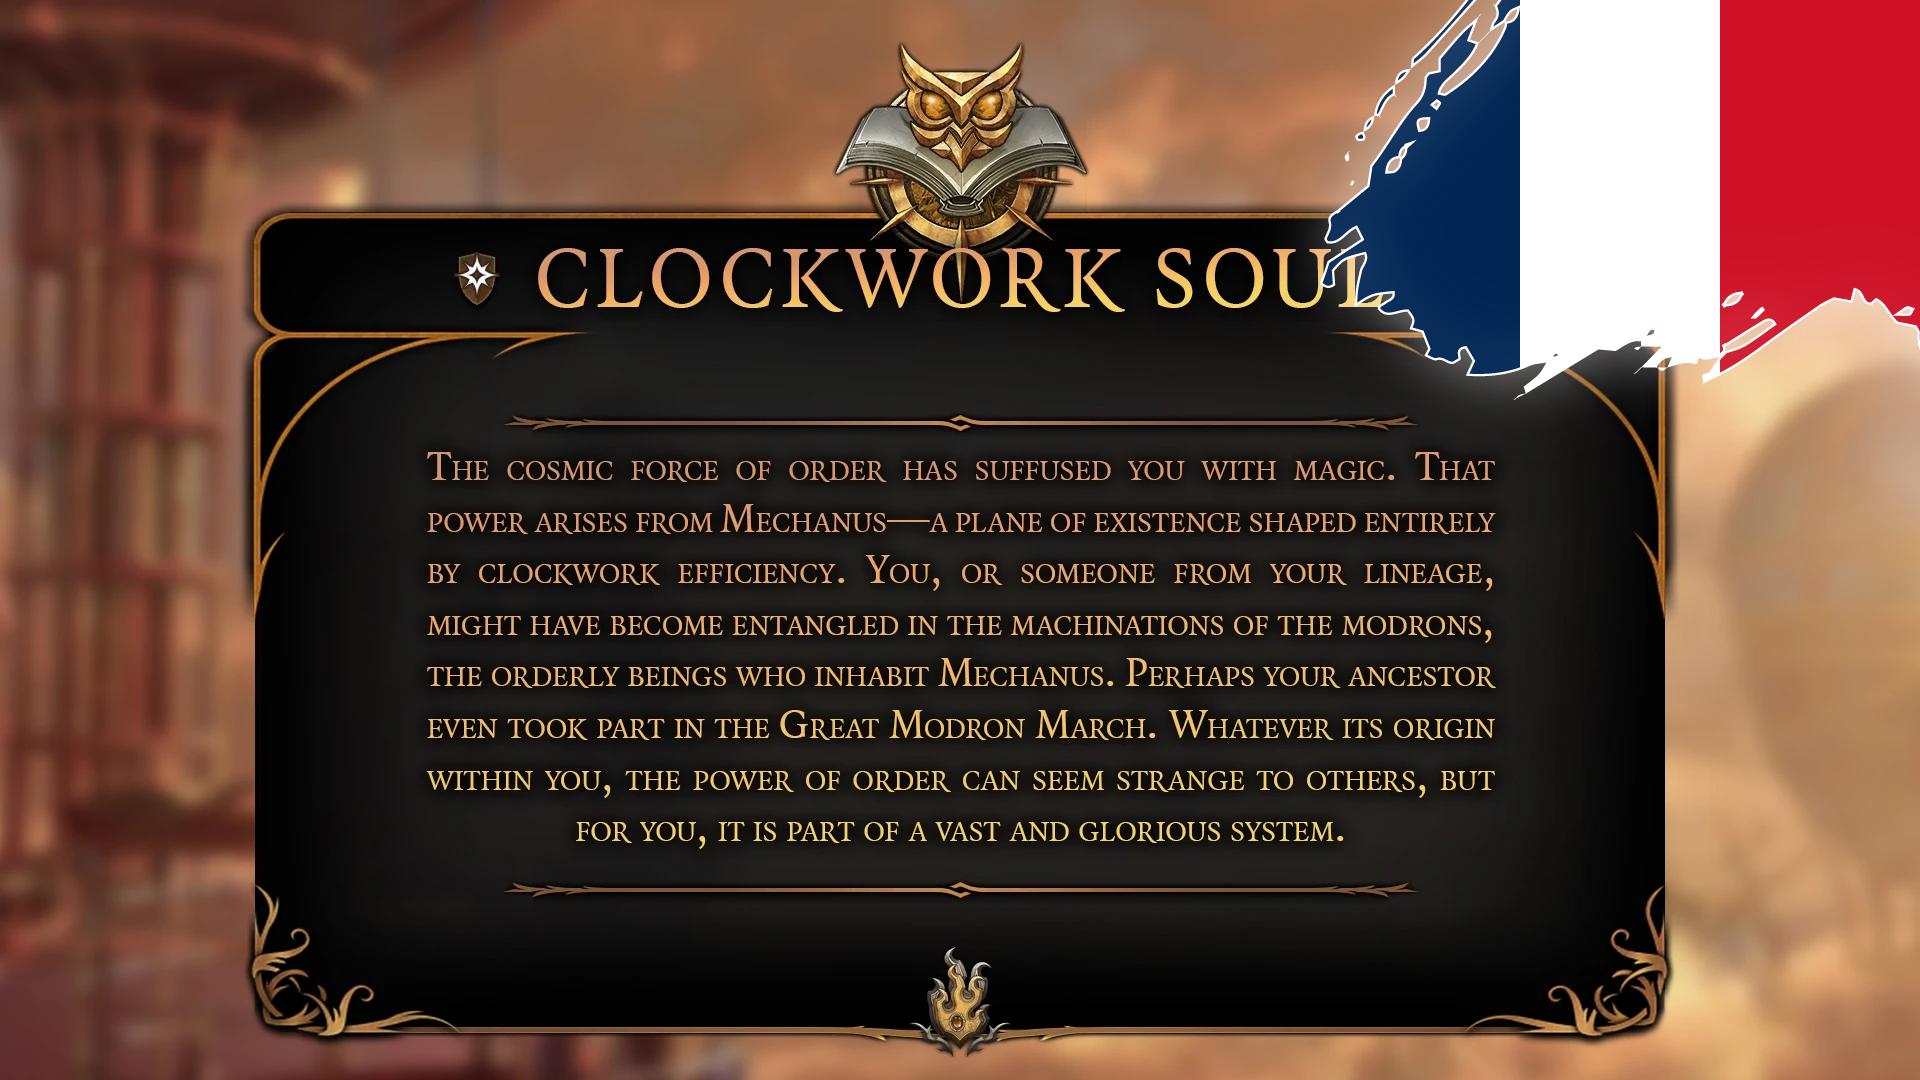 CLOCKWORK SOUL
The cosmic force of order has suffused you with magic. That
power arises from Mechanus—a plane of existence shaped entirely
by clockwork efficiency. You, or someone from your lineage,
might have become entangled in the machinations of the modrons,
the orderly beings who inhabit Mechanus. Perhaps your ancestor
even took part in the Great Modron March. Whatever its origin
within you, the power of order can seem strange to others, but
for you, it is part of a vast and glorious system.